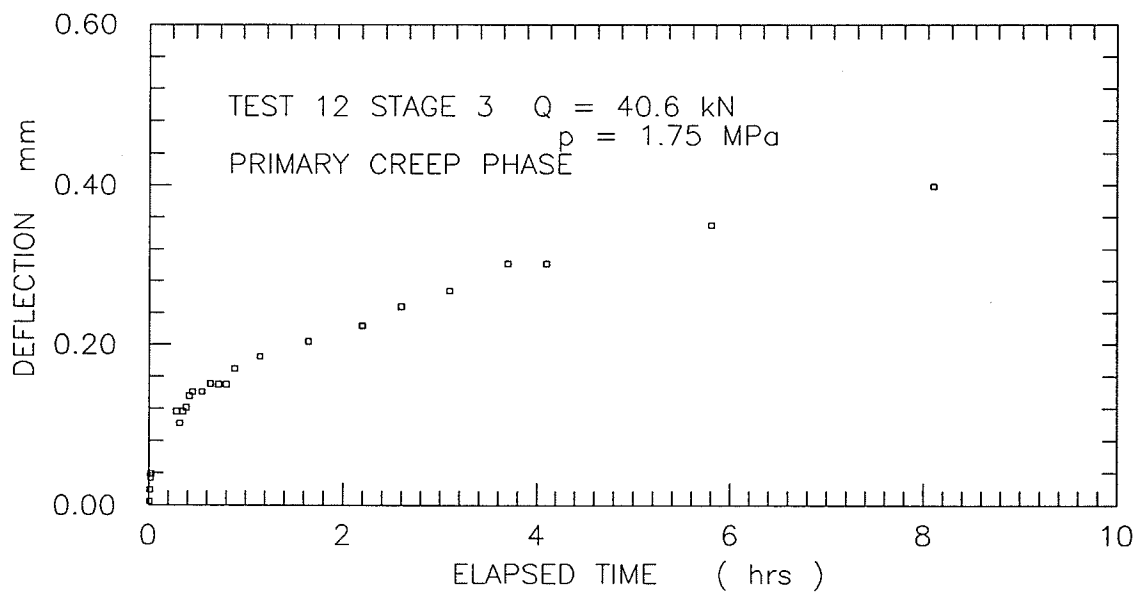 0.60
TEST 12 STAGE 3 Q = 40.6 kN
p = 1.75 MPa
PRIMARY CREEP PHASE
0.40
0.20
0.00
DEFLECTION mm
0 2 4 6 8 10
ELAPSED TIME ( hrs )